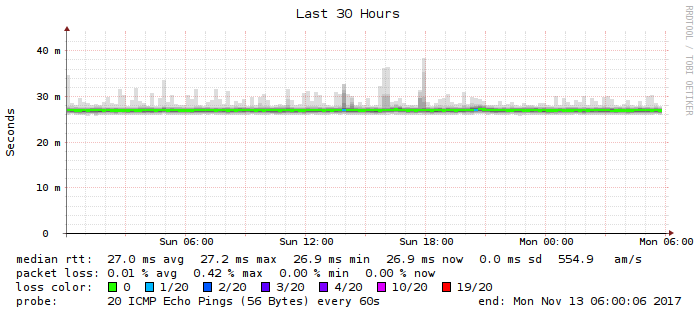 Last 30 Hours
RRDTOOL / TOBI OETIKER
Seconds
40 m
30 m
20 m
10 m
0
Sun 06:00 Sun 12:00 Sun 18:00 Mon 00:00 Mon 06:00
median rtt: 27.0 ms avg 27.2 ms max 26.9 ms min 26.9 ms now 0.0 ms sd 554.9 am/s
packet loss: 0.01 % avg 0.42 % max 0.00 % min 0.00 % now
loss color: 0 1/20 2/20 3/20 4/20 10/20 19/20
probe: 20 ICMP Echo Pings (56 Bytes) every 60s end: Mon Nov 13 06:00:06 2017